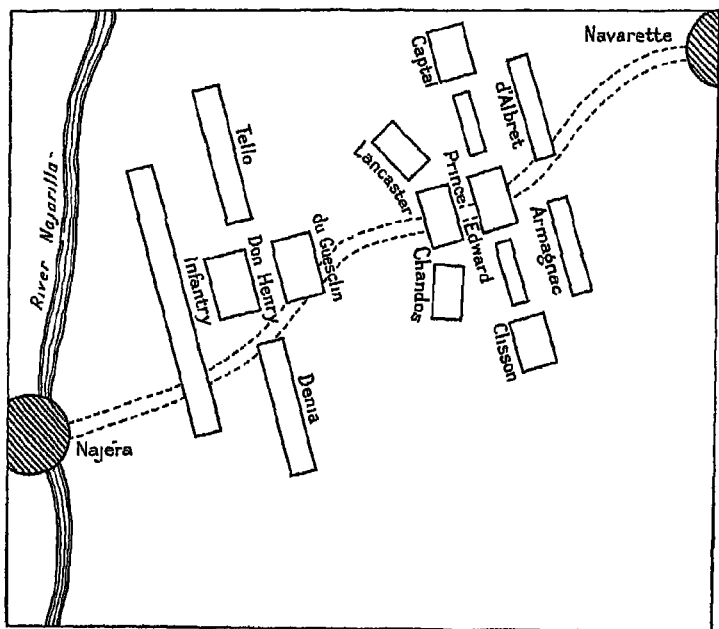 Navarette
Captal
d'Albret
Tello
Lancaster
Prince Edward
River Najarilla
Armagnac
du Guesclin
Don Henry
Infantry
Chandos
Clisson
Denia
Najera